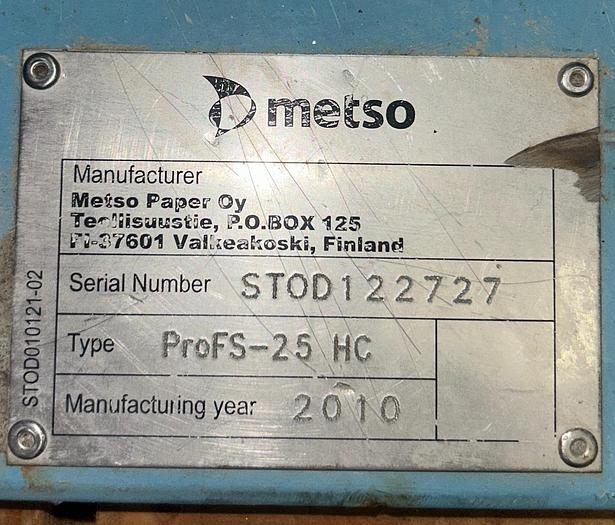 metso
Manufacturer
Metso Paper Oy
Teollisuustie, P.O.BOX 125
FI-37601 Valkeakoski, Finland
Serial Number STOD122727
Type ProFS-25 HC
Manufacturing year 2010
STOD010121-02